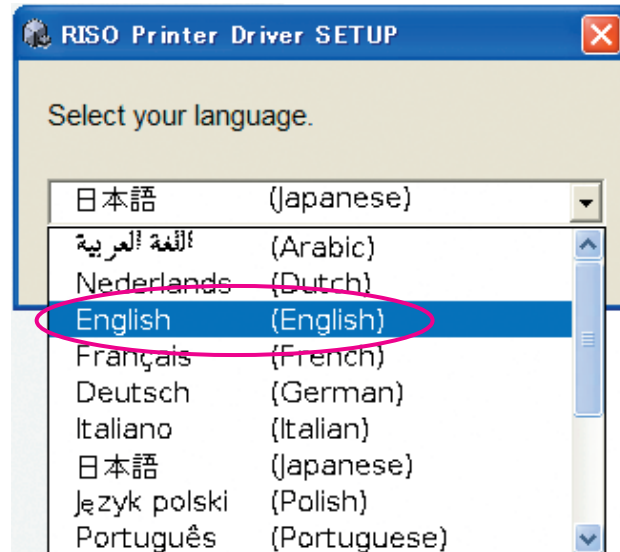 RISO Printer Driver SETUP
Select your language.
日本語 (Japanese)
اللغة العربية (Arabic)
Nederlands (Dutch)
English (English)
Français (French)
Deutsch (German)
Italiano (Italian)
日本語 (Japanese)
Język polski (Polish)
Português (Portuguese)